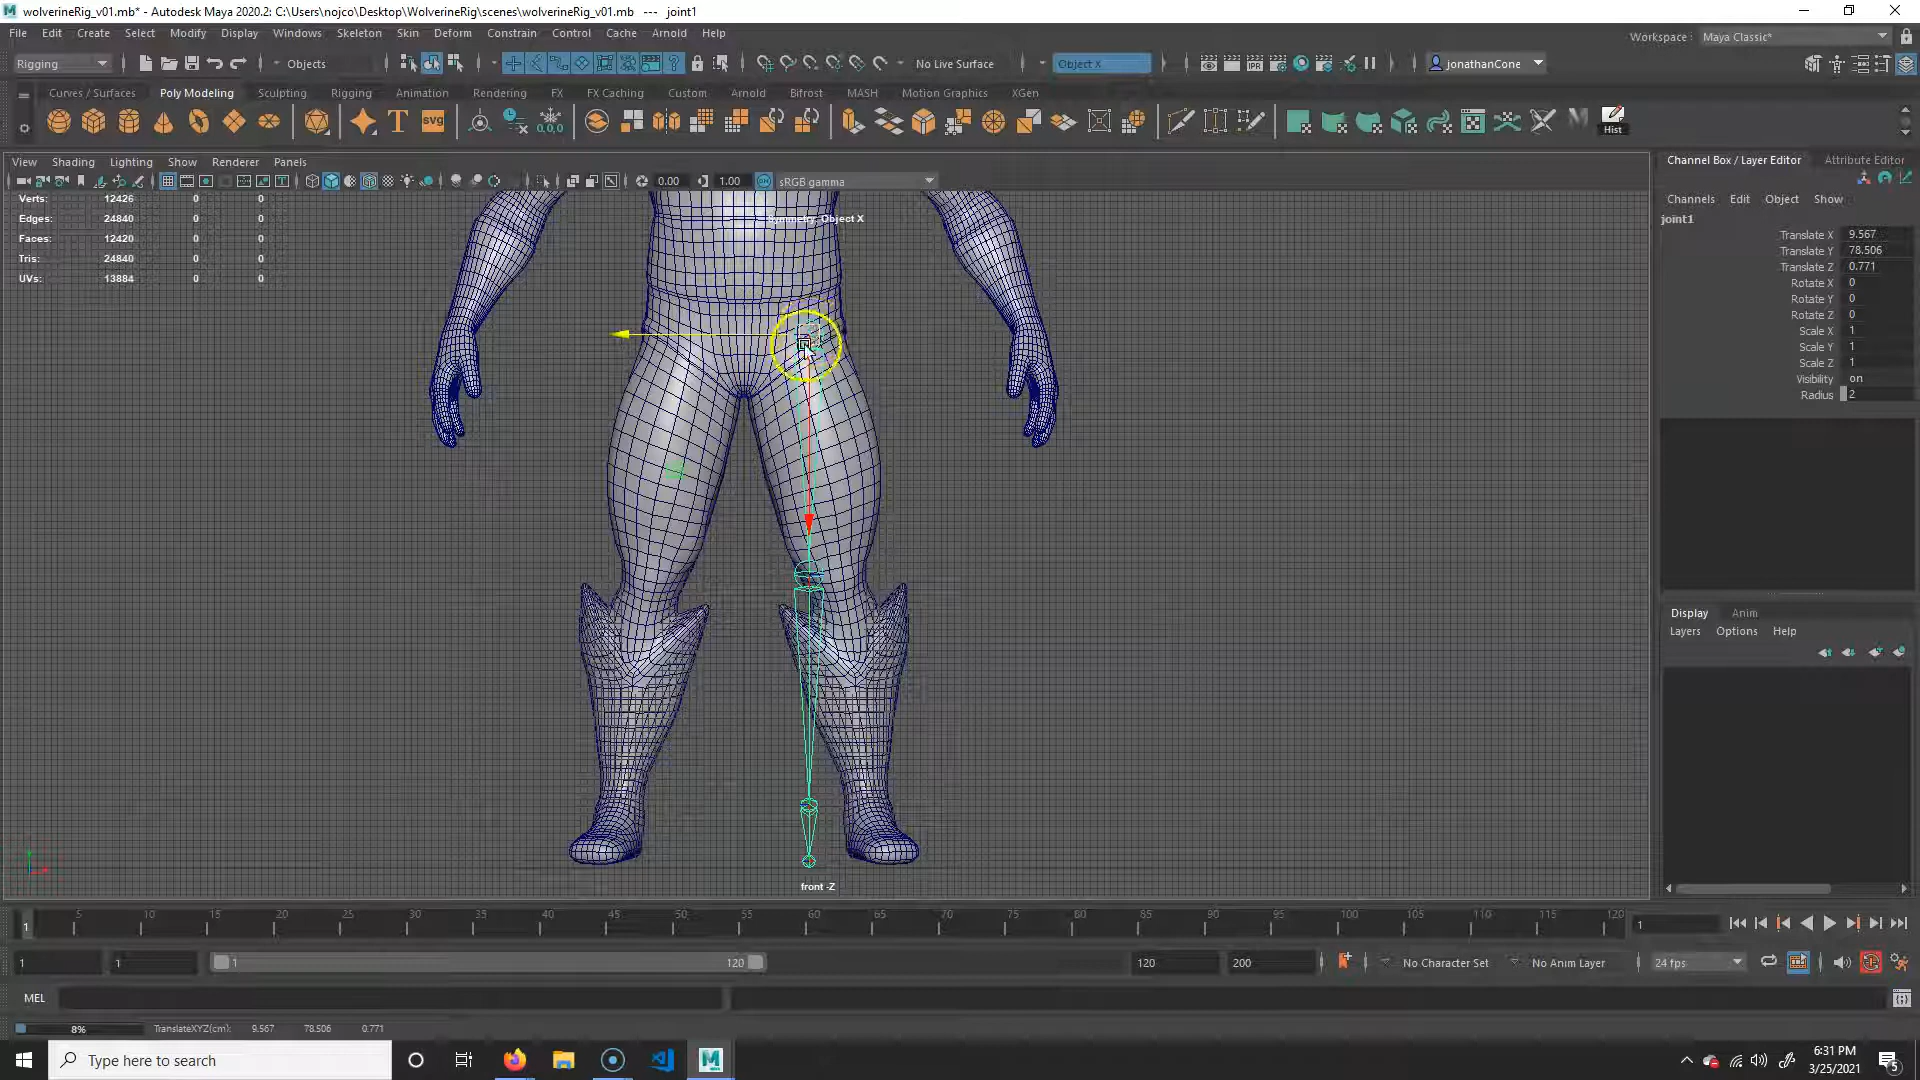 wolverineRig_v01.mb* - Autodesk Maya 2020.2: C:\Users\nojco\Desktop\WolverineRig\scenes\wolverineRig_v01.mb --- joint1
File Edit Create Select Modify Display Windows Skeleton Skin Deform Constrain Control Cache Arnold Help
Workspace : Maya Classic*
Rigging Objects No Live Surface Object X jonathanCone
Curves / Surfaces Poly Modeling Sculpting Rigging Animation Rendering FX FX Caching Custom Arnold Bifrost MASH Motion Graphics XGen
svg 0,0,0 IPR Hist
View Shading Lighting Show Renderer Panels
0.00 1.00 ON sRGB gamma
Verts: 12426 0 0
Edges: 24840 0 0
Faces: 12420 0 0
Tris: 24840 0 0
UVs: 13884 0 0
Symmetry: Object X
front -Z
Channel Box / Layer Editor Attribute Editor
Channels Edit Object Show
joint1
Translate X 9.567
Translate Y 78.506
Translate Z 0.771
Rotate X 0
Rotate Y 0
Rotate Z 0
Scale X 1
Scale Y 1
Scale Z 1
Visibility on
Radius 2
Display Anim
Layers Options Help
5 10 15 20 25 30 35 40 45 50 55 60 65 70 75 80 85 90 95 100 105 110 115 120
1 1
1 1 1 120 120 200 No Character Set No Anim Layer 24 fps
MEL
8% TranslateXYZ(cm): 9.567 78.506 0.771
Type here to search
6:31 PM
3/25/2021
5